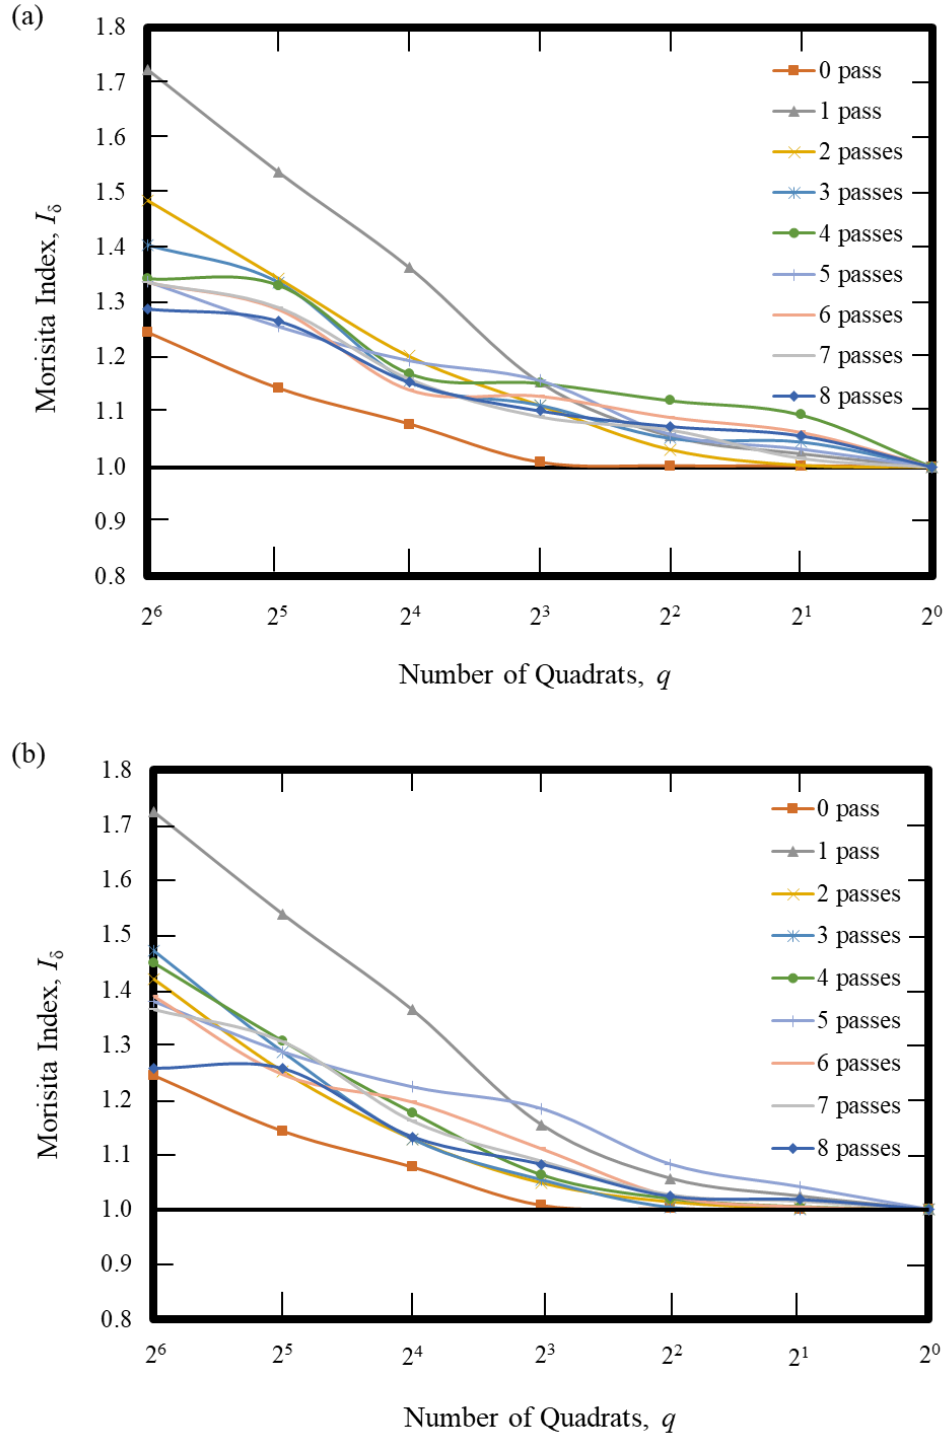 (a)
1.8
1.7
1.6
1.5
1.4
1.3
1.2
1.1
1.0
0.9
0.8
Morisita Index, Iδ
0 pass
1 pass
2 passes
3 passes
4 passes
5 passes
6 passes
7 passes
8 passes
2⁶ 2⁵ 2⁴ 2³ 2² 2¹ 2⁰
Number of Quadrats, q
(b)
1.8
1.7
1.6
1.5
1.4
1.3
1.2
1.1
1.0
0.9
0.8
Morisita Index, Iδ
0 pass
1 pass
2 passes
3 passes
4 passes
5 passes
6 passes
7 passes
8 passes
2⁶ 2⁵ 2⁴ 2³ 2² 2¹ 2⁰
Number of Quadrats, q